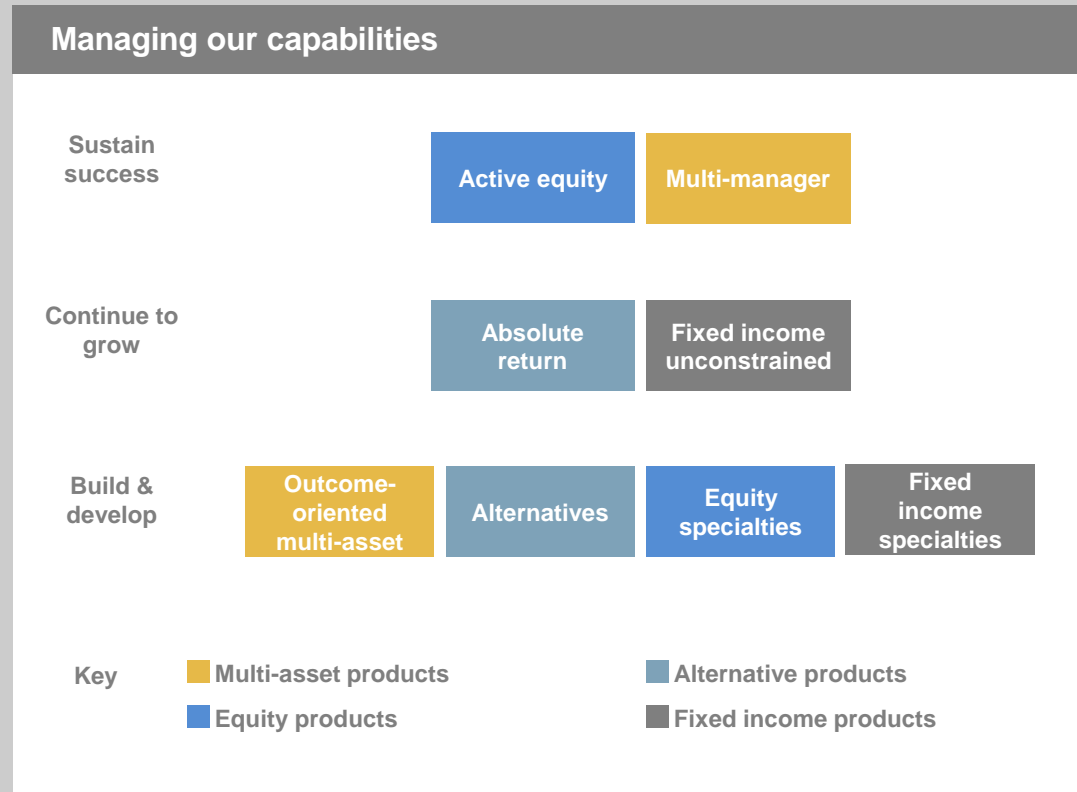 Managing our capabilities
Sustain
success
Active equity
Multi-manager
Continue to
grow
Absolute
return
Fixed income
unconstrained
Build &
develop
Outcome-
oriented
multi-asset
Alternatives
Equity
specialties
Fixed
income
specialties
Key
Multi-asset products
Alternative products
Equity products
Fixed income products